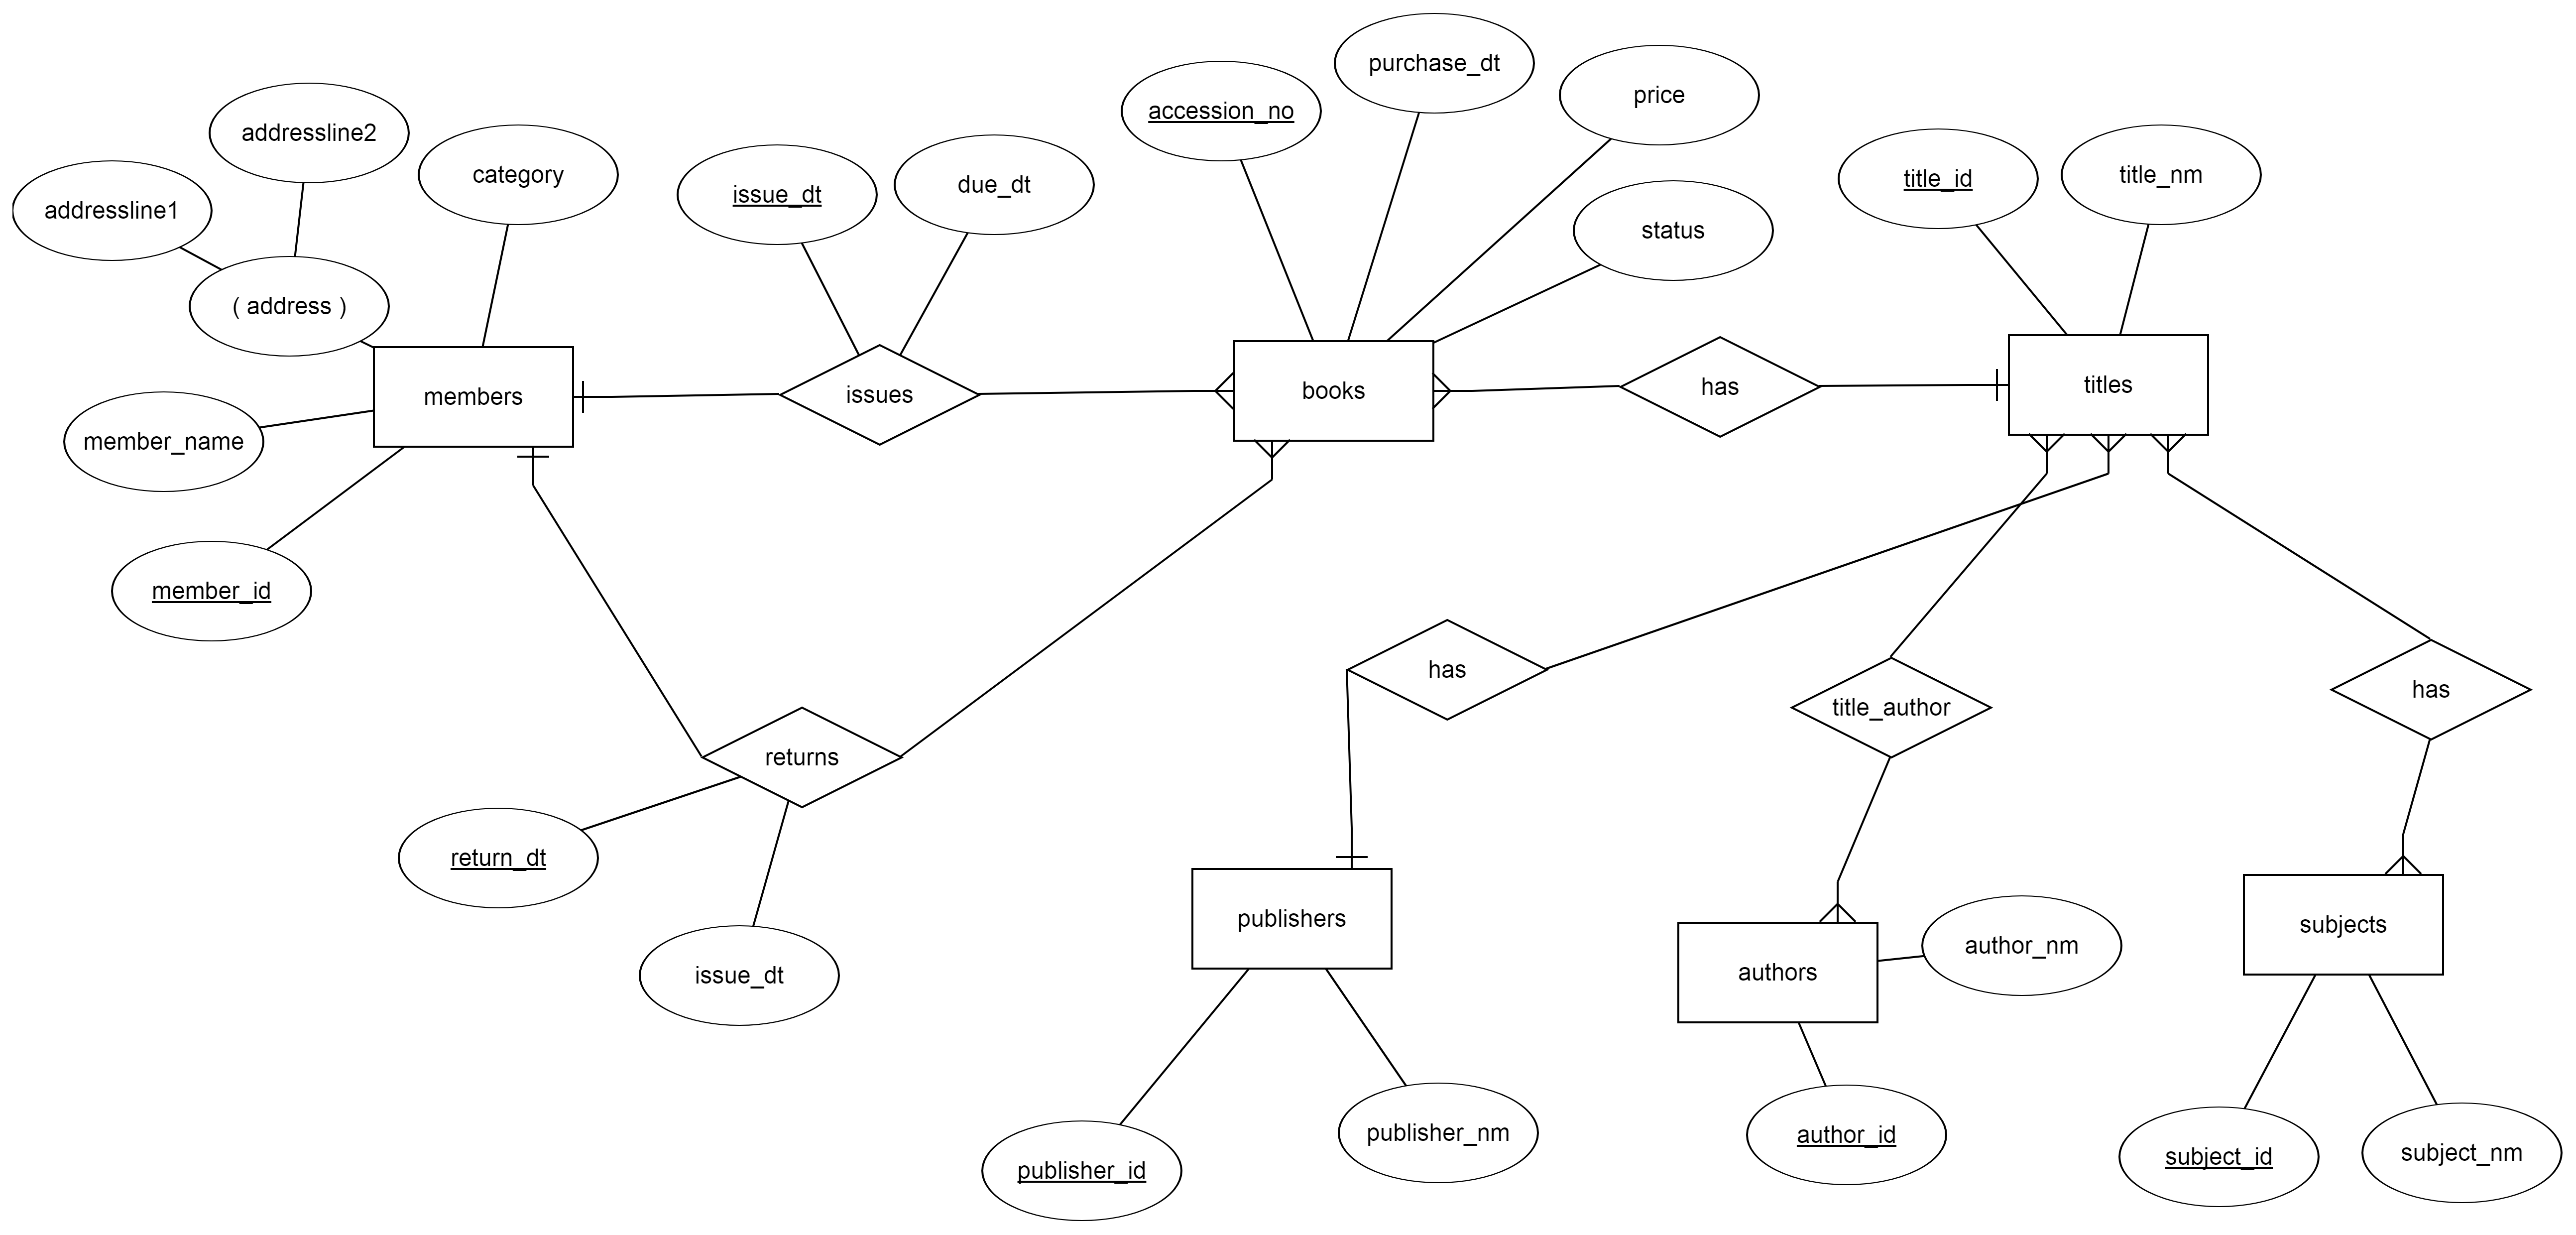 purchase_dt
price
accession_no
addressline2
category
title_id
title_nm
issue_dt
due_dt
addressline1
status
( address )
members
issues
books
has
titles
member_name
member_id
has
title_author
has
returns
return_dt
publishers
subjects
author_nm
authors
issue_dt
publisher_nm
author_id
subject_nm
subject_id
publisher_id